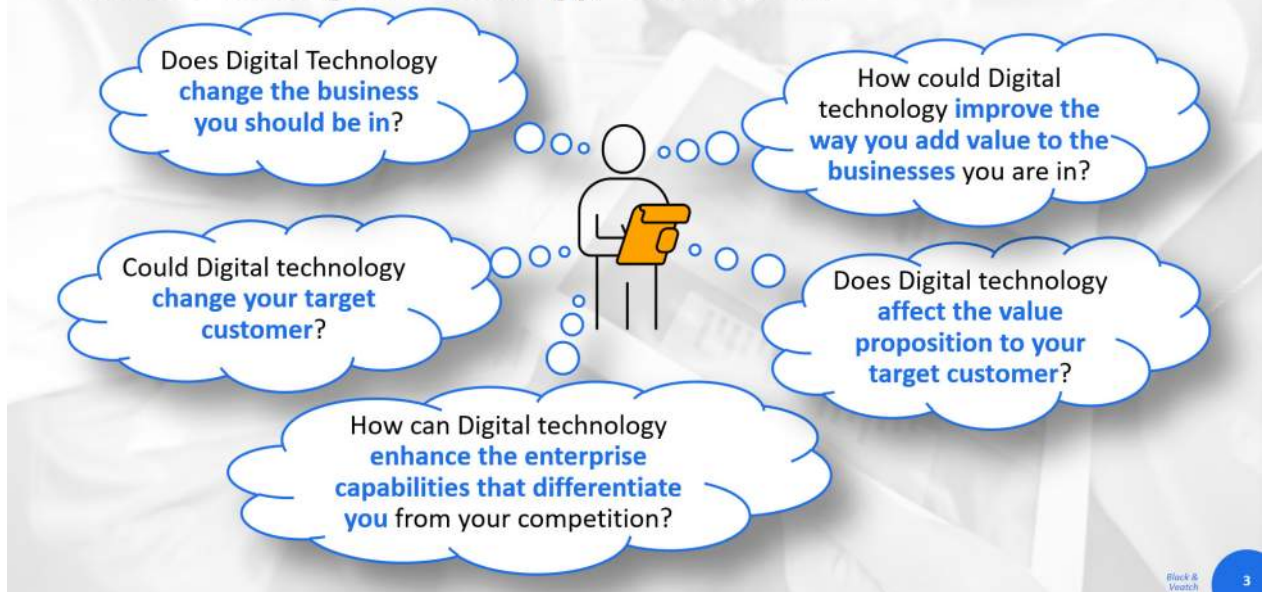 Does Digital Technology
change the business
you should be in?
How could Digital
technology improve the
way you add value to the
businesses you are in?
Could Digital technology
change your target
customer?
Does Digital technology
affect the value
proposition to your
target customer?
How can Digital technology
enhance the enterprise
capabilities that differentiate
you from your competition?
Black &
Veatch
3